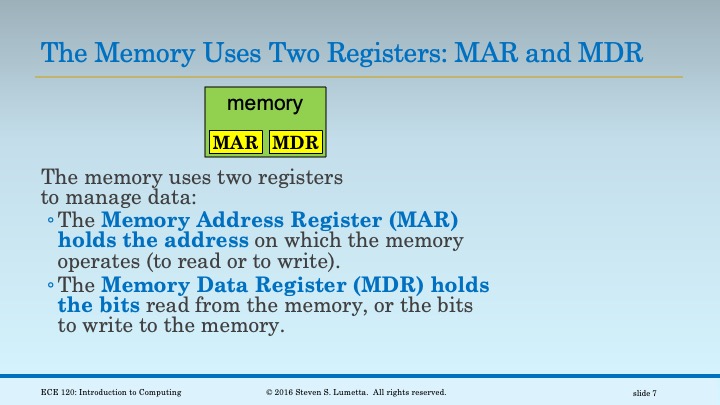 The Memory Uses Two Registers: MAR and MDR
memory
MAR MDR
The memory uses two registers
to manage data:
◦The Memory Address Register (MAR)
holds the address on which the memory
operates (to read or to write).
◦The Memory Data Register (MDR) holds
the bits read from the memory, or the bits
to write to the memory.
ECE 120: Introduction to Computing © 2016 Steven S. Lumetta. All rights reserved. slide 7